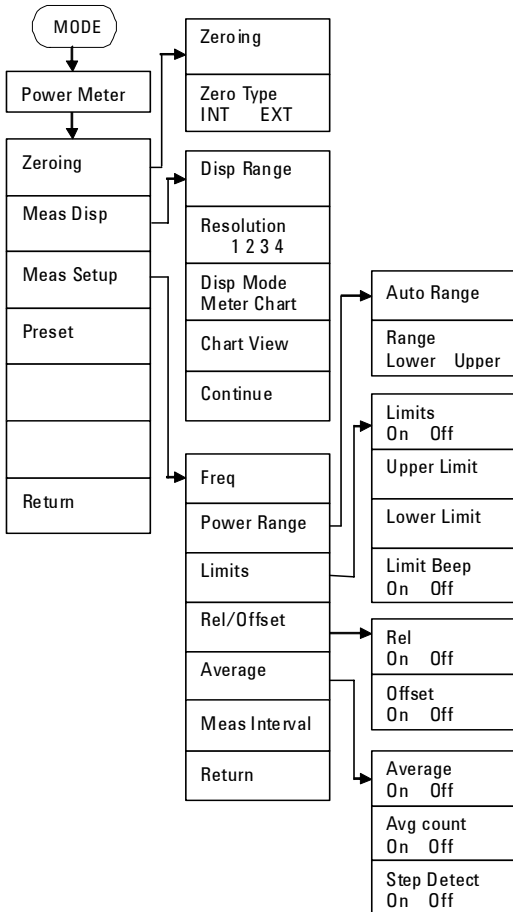 MODE
Power Meter
Zeroing
Meas Disp
Meas Setup
Preset
Return
Zeroing
Zero Type
INT EXT
Disp Range
Resolution
1 2 3 4
Disp Mode
Meter Chart
Chart View
Continue
Freq
Power Range
Limits
Rel/Offset
Average
Meas Interval
Return
Auto Range
Range
Lower Upper
Limits
On Off
Upper Limit
Lower Limit
Limit Beep
On Off
Rel
On Off
Offset
On Off
Average
On Off
Avg count
On Off
Step Detect
On Off